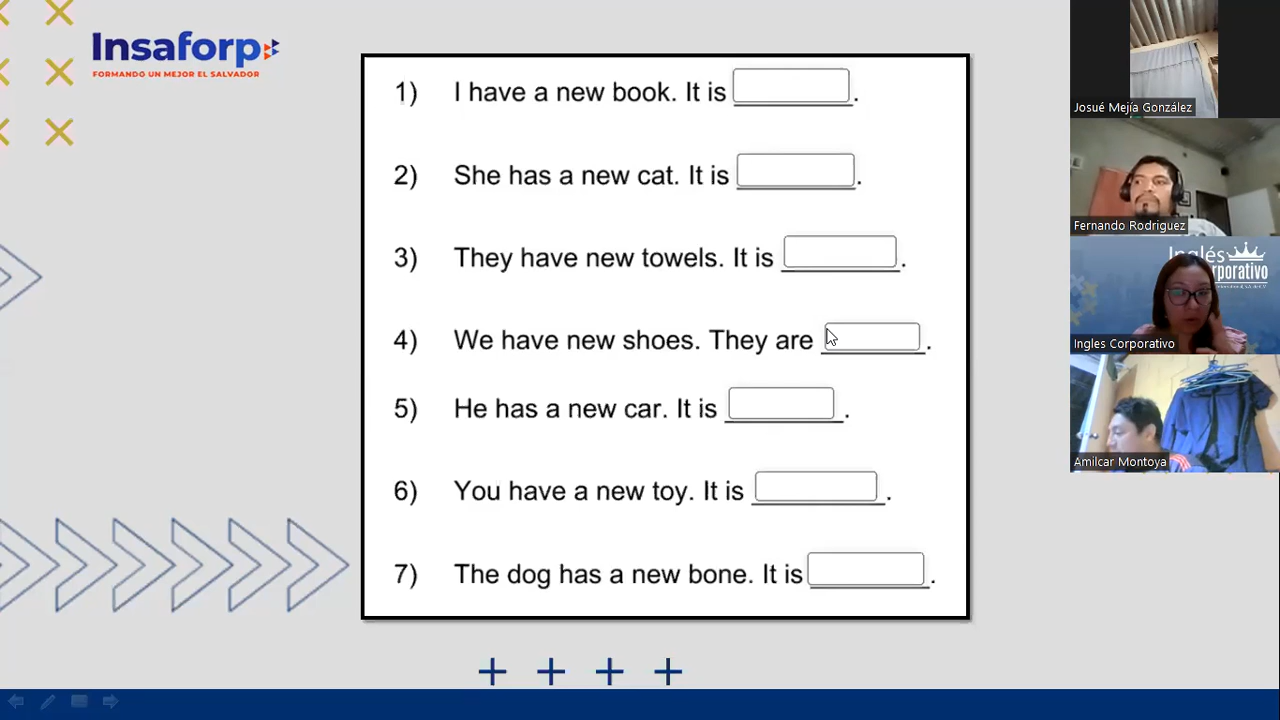 Insaforp
FORMANDO UN MEJOR EL SALVADOR
1) I have a new book. It is .
2) She has a new cat. It is .
3) They have new towels. It is .
4) We have new shoes. They are .
5) He has a new car. It is .
6) You have a new toy. It is .
7) The dog has a new bone. It is .
Josué Mejía González
Fernando Rodriguez
Inglés
Corporativo
Ingles Corporativo
Amilcar Montoya